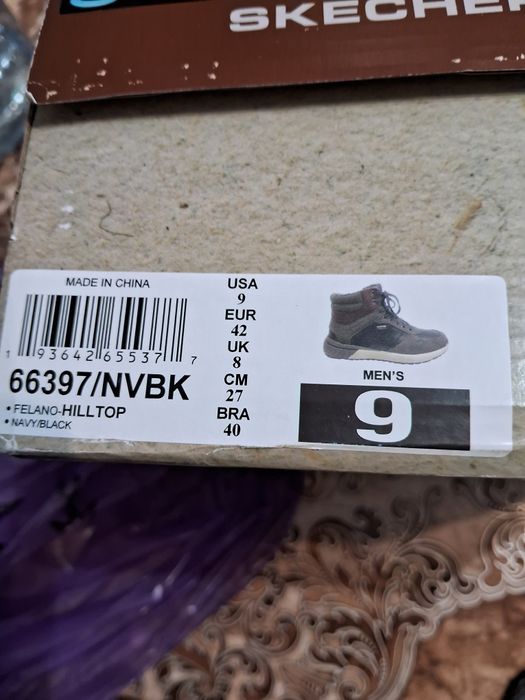 SKECHE
MADE IN CHINA
1 93642 65537 7
66397/NVBK
• FELANO-HILLTOP
• NAVY/BLACK
USA
9
EUR
42
UK
8
CM
27
BRA
40
MEN'S
9